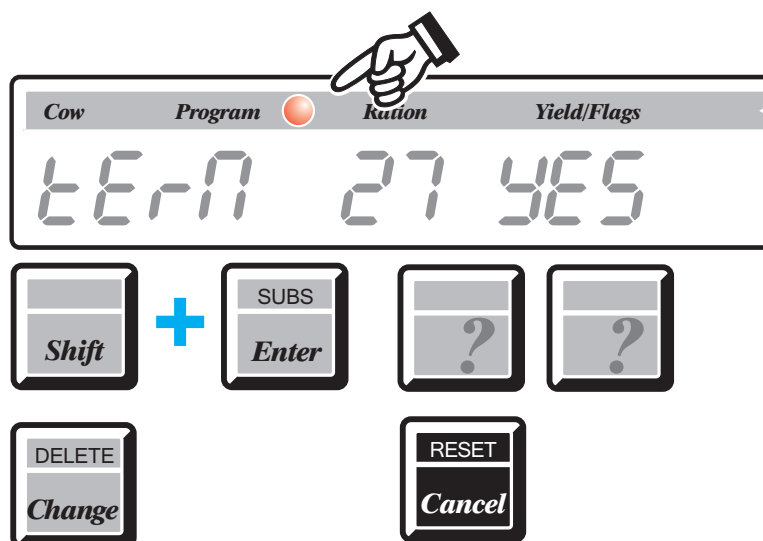 Cow Program Ration Yield/Flags
tErn 27 YES
SUBS
Shift + Enter ? ?
DELETE RESET
Change Cancel